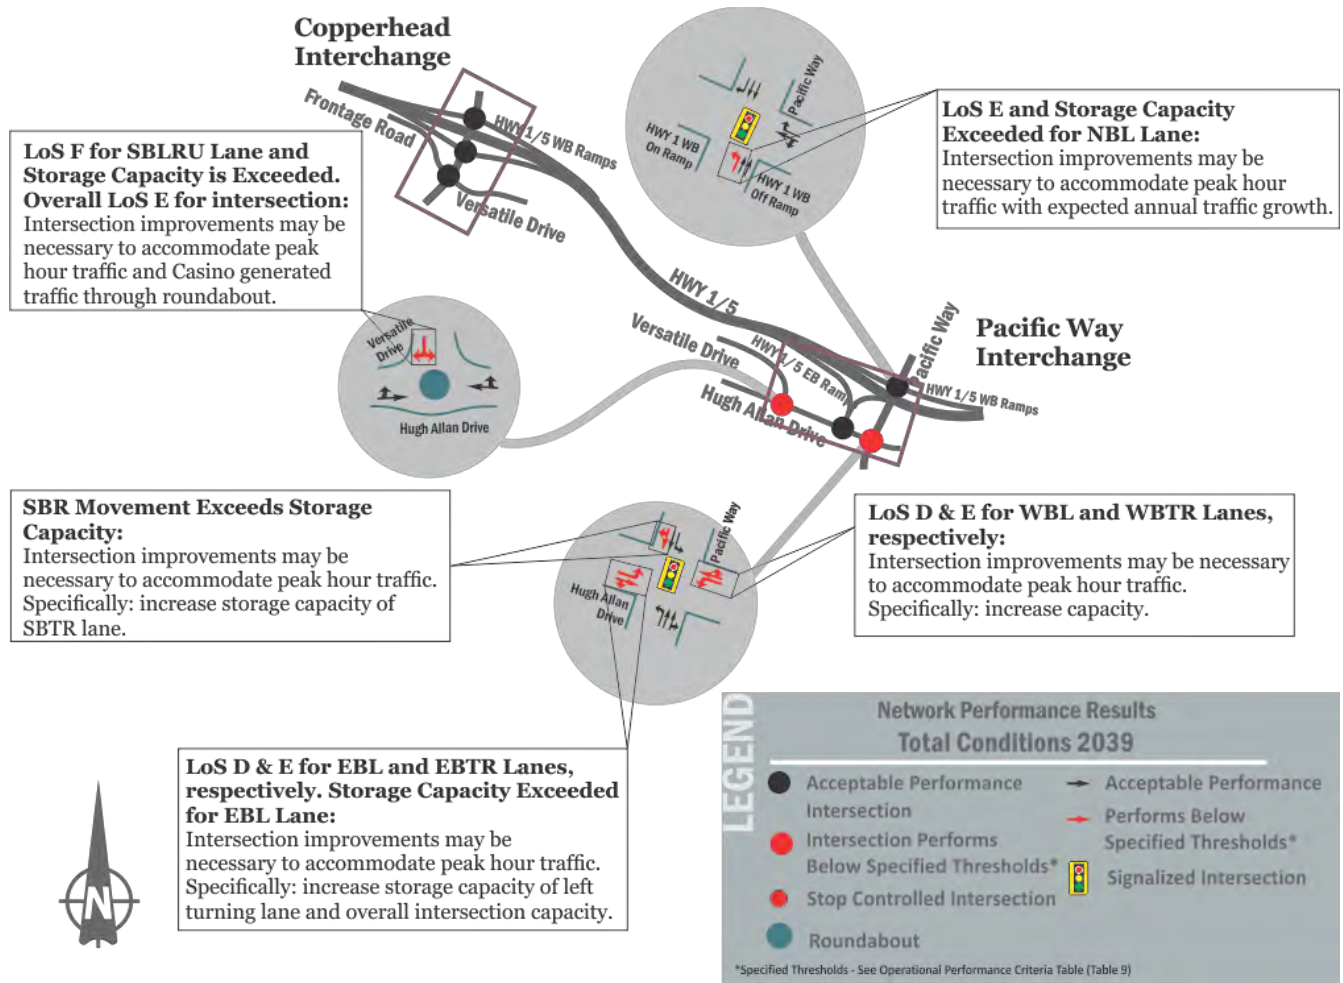 Copperhead
Interchange
Frontage Road
HWY 1/5 WB Ramps
Versatile Drive
LoS F for SBLRU Lane and
Storage Capacity is Exceeded.
Overall LoS E for intersection:
Intersection improvements may be
necessary to accommodate peak
hour traffic and Casino generated
traffic through roundabout.
Pacific Way
HWY 1 WB
On Ramp
HWY 1 WB
Off Ramp
LoS E and Storage Capacity
Exceeded for NBL Lane:
Intersection improvements may be
necessary to accommodate peak hour
traffic with expected annual traffic growth.
HWY 1/5
Versatile Drive
HWY 1/5 EB Ramp
Hugh Allan Drive
Pacific Way
HWY 1/5 WB Ramps
Pacific Way
Interchange
Versatile
Drive
Hugh Allan Drive
SBR Movement Exceeds Storage
Capacity:
Intersection improvements may be
necessary to accommodate peak hour traffic.
Specifically: increase storage capacity of
SBTR lane.
Pacific Way
Hugh Allan
Drive
LoS D & E for WBL and WBTR Lanes,
respectively:
Intersection improvements may be necessary
to accommodate peak hour traffic.
Specifically: increase capacity.
LoS D & E for EBL and EBTR Lanes,
respectively. Storage Capacity Exceeded
for EBL Lane:
Intersection improvements may be
necessary to accommodate peak hour traffic.
Specifically: increase storage capacity of left
turning lane and overall intersection capacity.
N
LEGEND
Network Performance Results
Total Conditions 2039
Acceptable Performance
Intersection
Intersection Performs
Below Specified Thresholds*
Stop Controlled Intersection
Roundabout
Acceptable Performance
Performs Below
Specified Thresholds*
Signalized Intersection
*Specified Thresholds - See Operational Performance Criteria Table (Table 9)